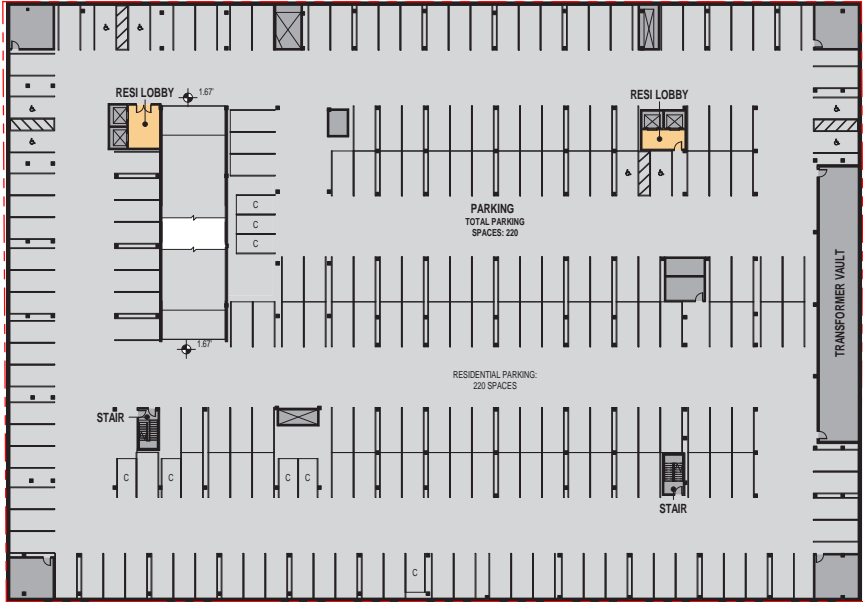 RESI LOBBY
1.67'
RESI LOBBY
C
C
C
PARKING
TOTAL PARKING
SPACES: 220
TRANSFORMER VAULT
1.67'
RESIDENTIAL PARKING:
220 SPACES
STAIR
C
C
C
C
STAIR
C